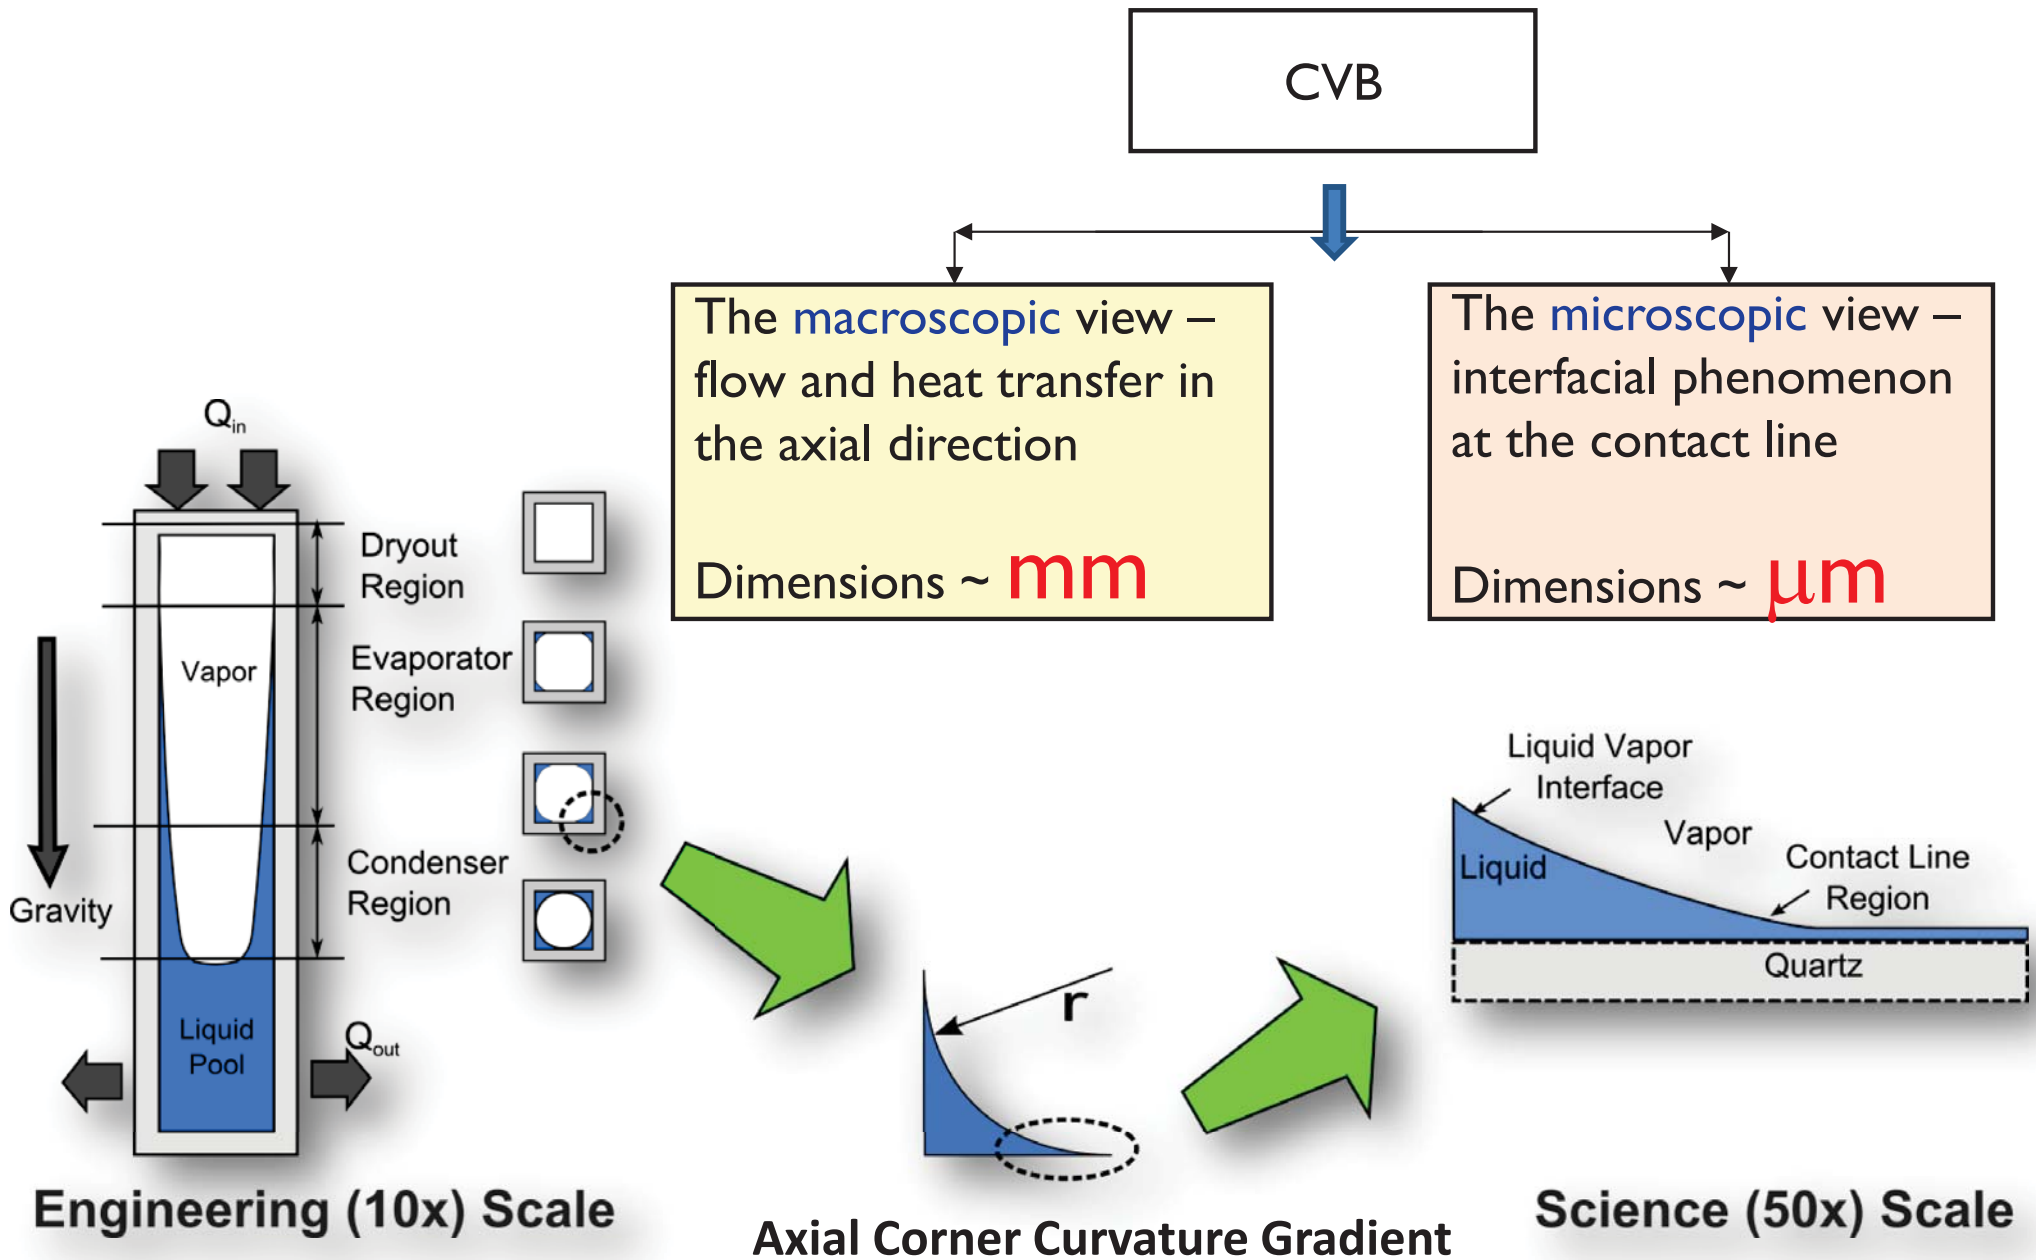 CVB
The macroscopic view –
flow and heat transfer in
the axial direction
Dimensions ~ mm
The microscopic view –
interfacial phenomenon
at the contact line
Dimensions ~ μm
Qin
Dryout
Region
Vapor
Evaporator
Region
Condenser
Region
Gravity
Liquid
Pool
Qout
Engineering (10x) Scale
r
Axial Corner Curvature Gradient
Liquid Vapor
Interface
Vapor
Liquid
Contact Line
Region
Quartz
Science (50x) Scale